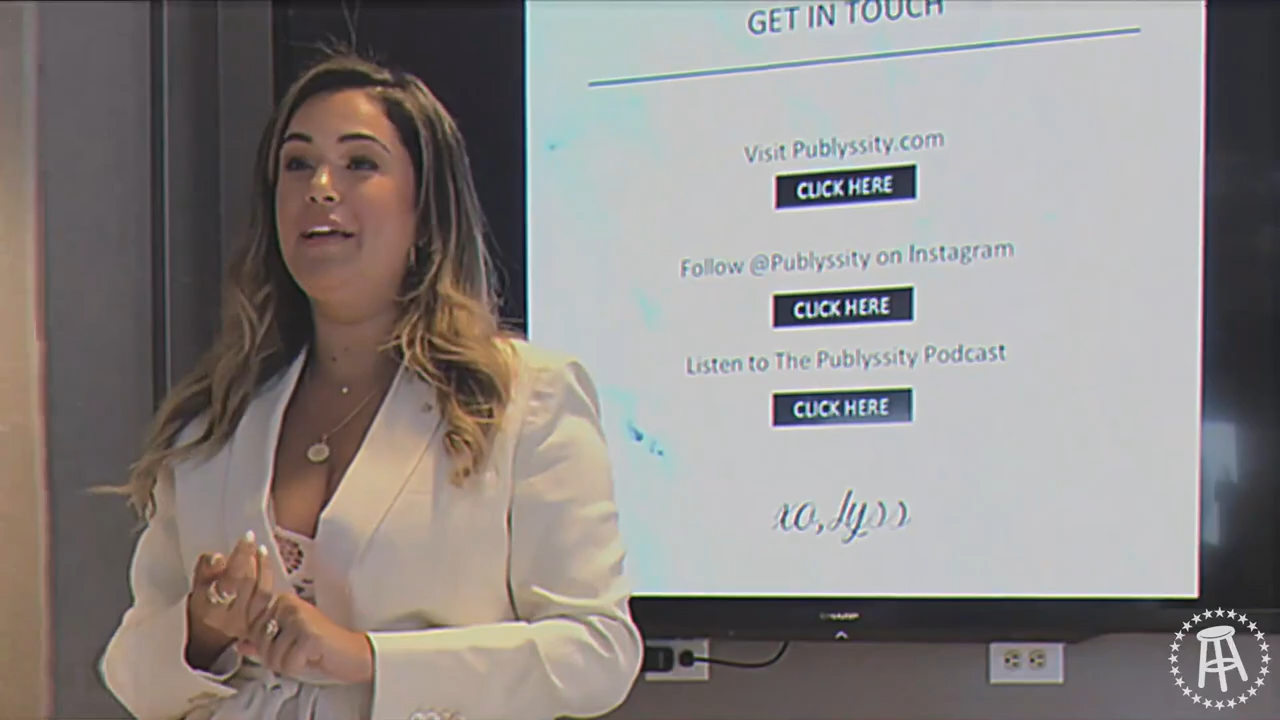 GET IN TOUCH
Visit Publyssity.com
CLICK HERE
Follow @Publyssity on Instagram
CLICK HERE
Listen to The Publyssity Podcast
CLICK HERE
xo, lyss
SHARP